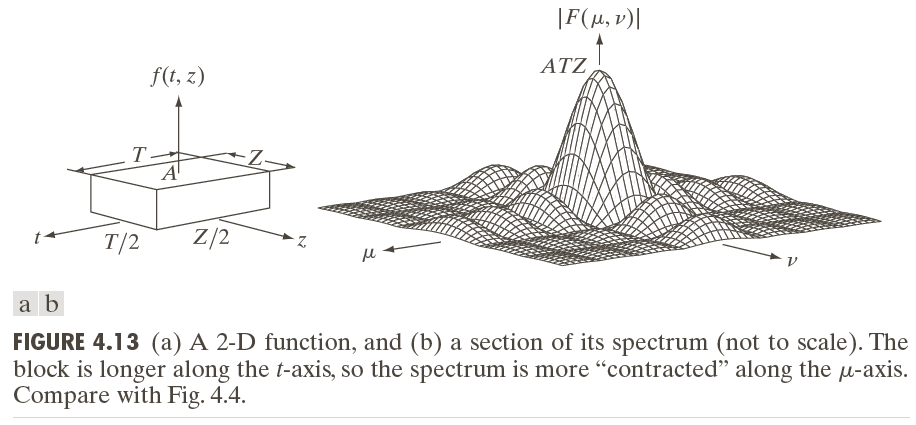 |F(μ, ν)|
ATZ
f(t, z)
T
Z
A
t
T/2
Z/2
z
μ
ν
a b
FIGURE 4.13 (a) A 2-D function, and (b) a section of its spectrum (not to scale). The
block is longer along the t-axis, so the spectrum is more “contracted” along the μ-axis.
Compare with Fig. 4.4.